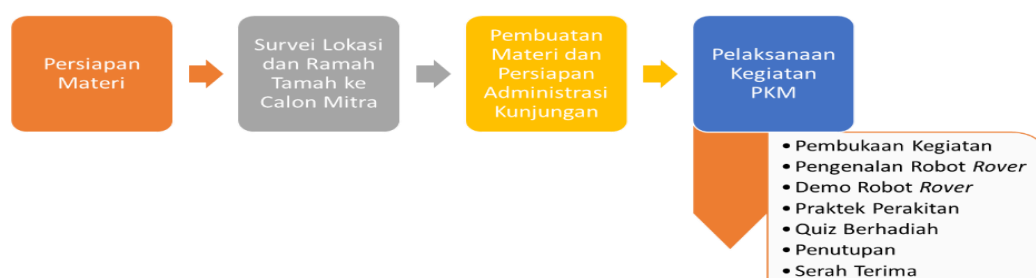 Persiapan
Materi
Survei Lokasi
dan Ramah
Tamah ke
Calon Mitra
Pembuatan
Materi dan
Persiapan
Administrasi
Kunjungan
Pelaksanaan
Kegiatan
PKM
• Pembukaan Kegiatan
• Pengenalan Robot Rover
• Demo Robot Rover
• Praktek Perakitan
• Quiz Berhadiah
• Penutupan
• Serah Terima